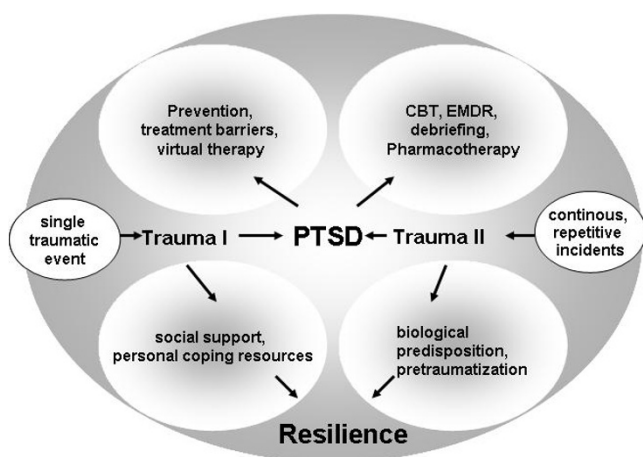 Prevention,
treatment barriers,
virtual therapy
CBT, EMDR,
debriefing,
Pharmacotherapy
single
traumatic
event
Trauma I
PTSD
Trauma II
continous,
repetitive
incidents
social support,
personal coping resources
biological
predisposition,
pretraumatization
Resilience